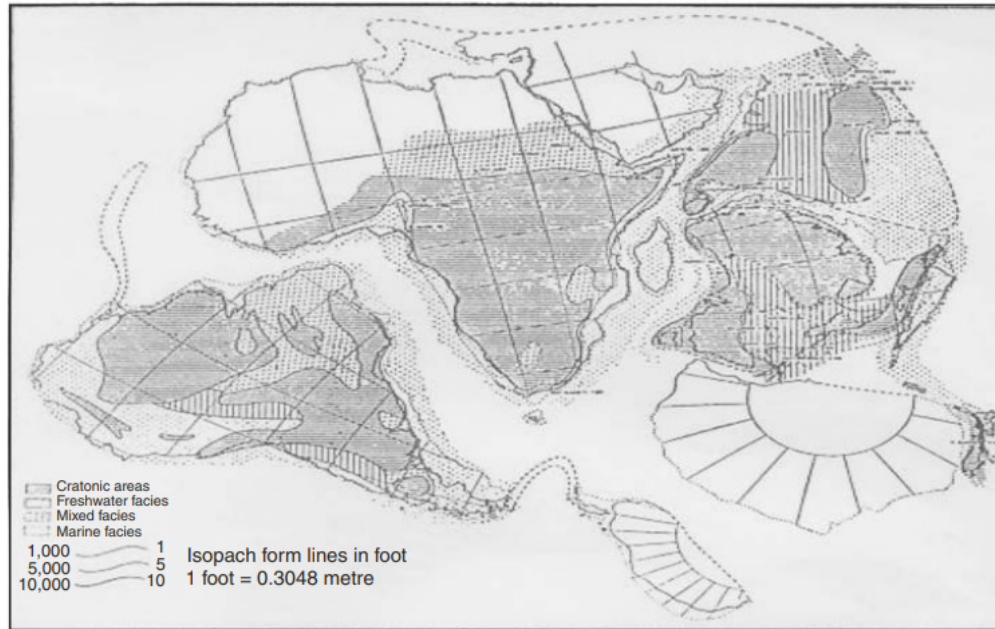 Cratonic areas
Freshwater facies
Mixed facies
Marine facies
1,000 1
5,000 5
10,000 10
Isopach form lines in foot
1 foot = 0.3048 metre